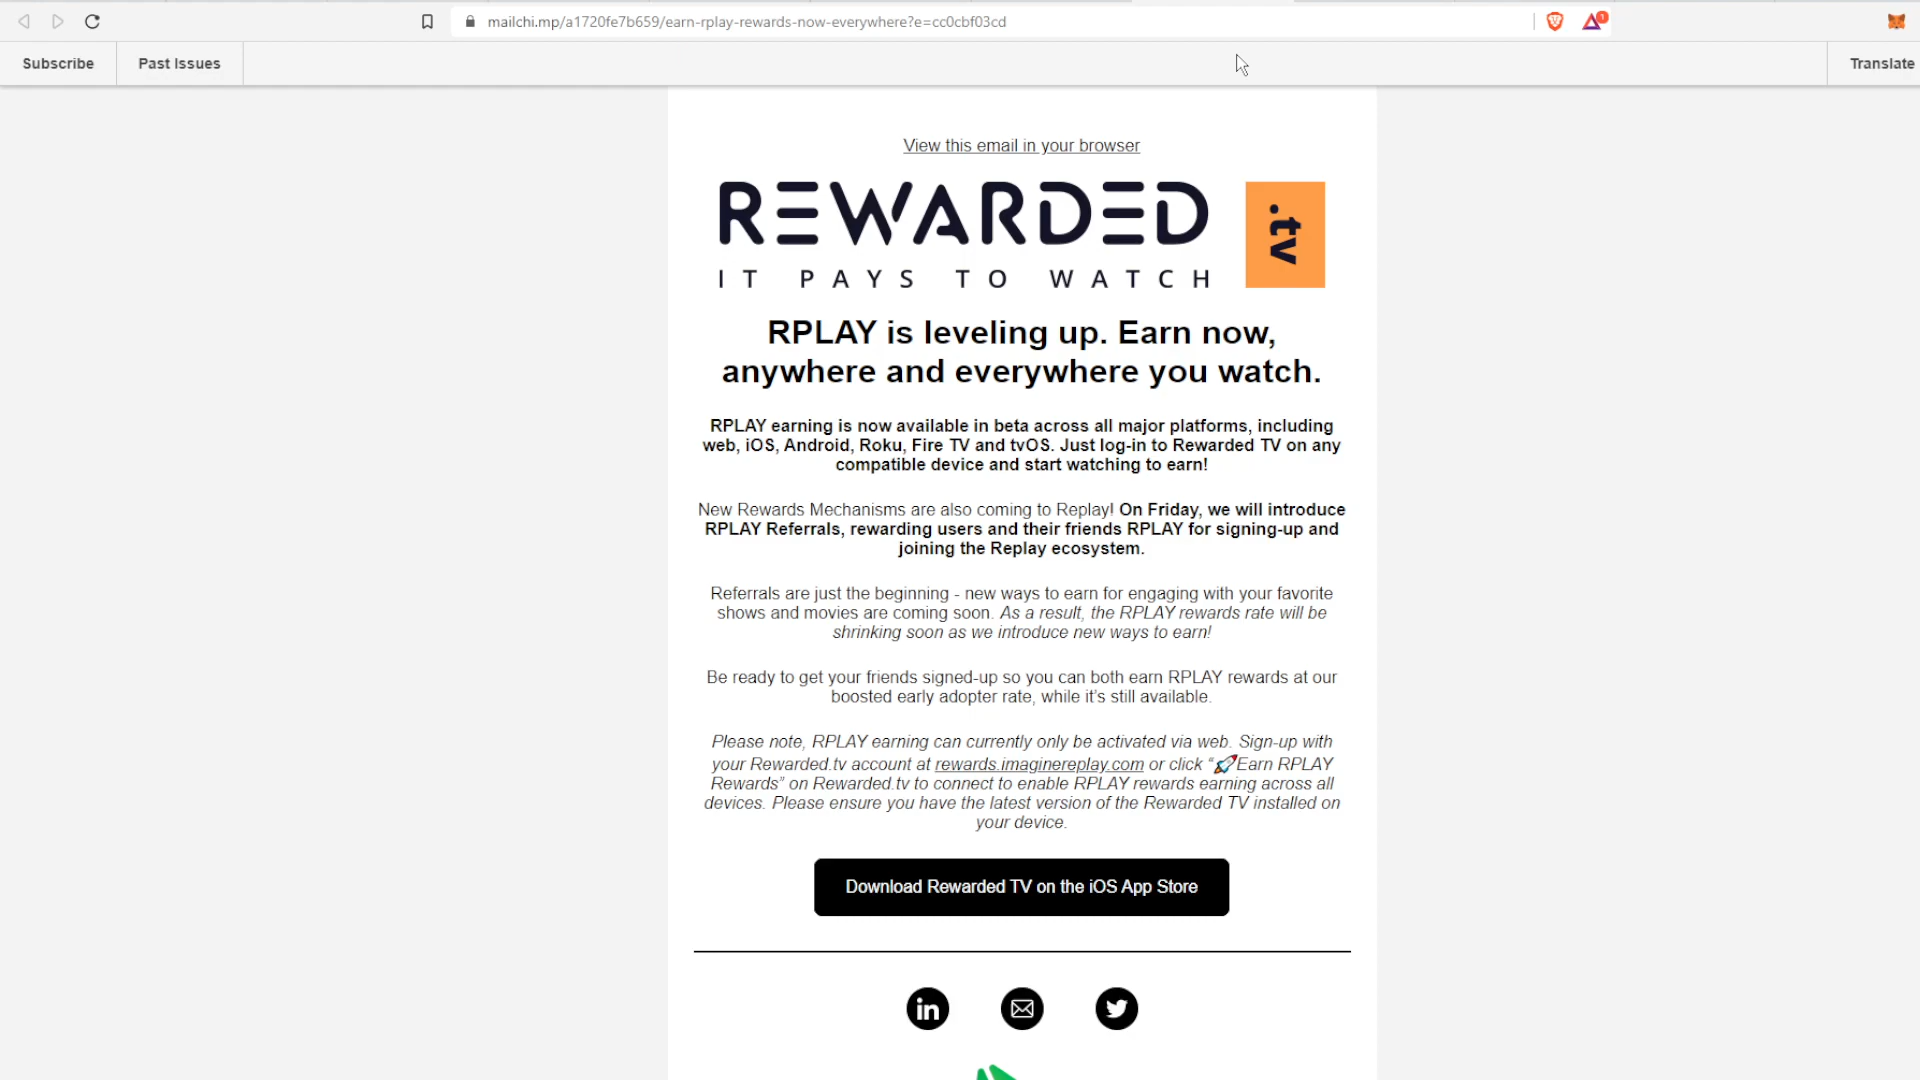 mailchi.mp/a1720fe7b659/earn-rplay-rewards-now-everywhere?e=cc0cbf03cd
1
Subscribe
Past Issues
Translate
View this email in your browser
REWARDED
.tv
IT PAYS TO WATCH
RPLAY is leveling up. Earn now,
anywhere and everywhere you watch.
RPLAY earning is now available in beta across all major platforms, including
web, iOS, Android, Roku, Fire TV and tvOS. Just log-in to Rewarded TV on any
compatible device and start watching to earn!
New Rewards Mechanisms are also coming to Replay! On Friday, we will introduce
RPLAY Referrals, rewarding users and their friends RPLAY for signing-up and
joining the Replay ecosystem.
Referrals are just the beginning - new ways to earn for engaging with your favorite
shows and movies are coming soon. As a result, the RPLAY rewards rate will be
shrinking soon as we introduce new ways to earn!
Be ready to get your friends signed-up so you can both earn RPLAY rewards at our
boosted early adopter rate, while it’s still available.
Please note, RPLAY earning can currently only be activated via web. Sign-up with
your Rewarded.tv account at rewards.imaginereplay.com or click “🚀Earn RPLAY
Rewards” on Rewarded.tv to connect to enable RPLAY rewards earning across all
devices. Please ensure you have the latest version of the Rewarded TV installed on
your device.
Download Rewarded TV on the iOS App Store
in